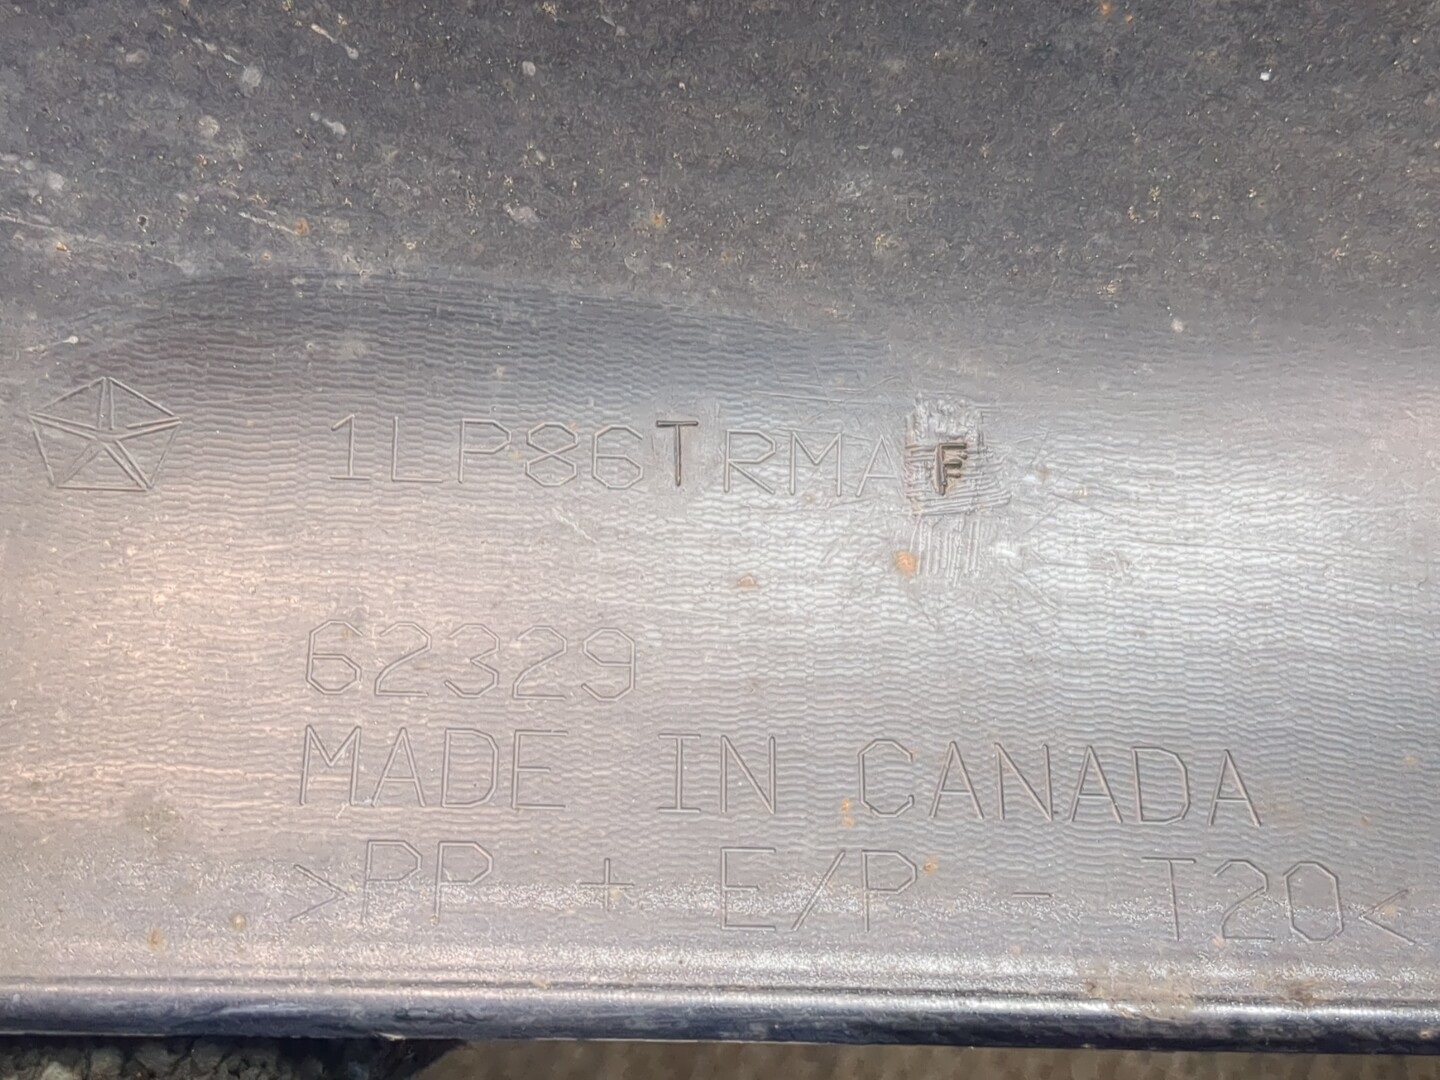 1LP86TRMAF
62329
MADE IN CANADA
>PP + E/P - T20<